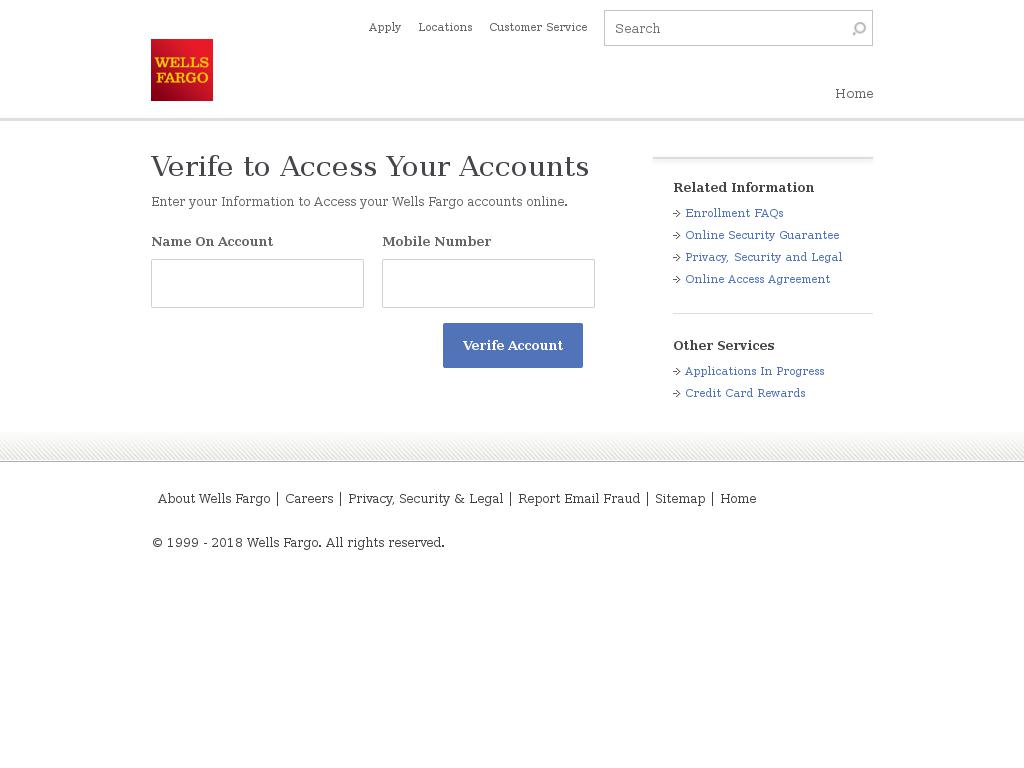 Apply Locations Customer Service Search
WELLS
FARGO
Home
Verife to Access Your Accounts
Enter your Information to Access your Wells Fargo accounts online.
Name On Account Mobile Number
Verife Account
Related Information
Enrollment FAQs
Online Security Guarantee
Privacy, Security and Legal
Online Access Agreement
Other Services
Applications In Progress
Credit Card Rewards
About Wells Fargo | Careers | Privacy, Security & Legal | Report Email Fraud | Sitemap | Home
© 1999 - 2018 Wells Fargo. All rights reserved.